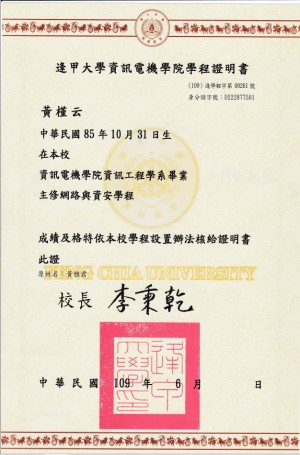 逢甲大學資訊電機學院學程證明書
(109) 逢學程字第 00261 號
身分證字號：D222877501
黃槿云
中華民國 85 年 10 月 31 日生
在本校
資訊電機學院資訊工程學系畢業
主修網路與資安學程
成績及格特依本校學程設置辦法核給證明書
此證
原姓名：黃雅君
FENG CHIA UNIVERSITY
校長 李秉乾
中華民國 109 年 6 月 日